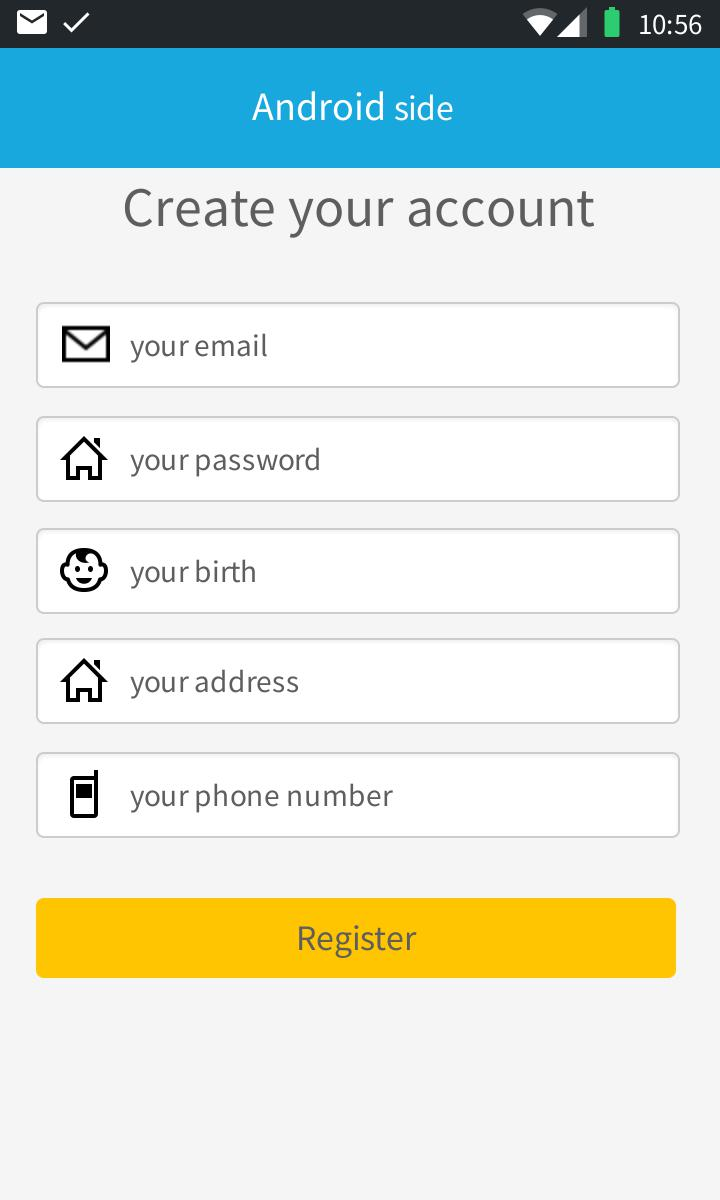 10:56
Android side
Create your account
your email
your password
your birth
your address
your phone number
Register